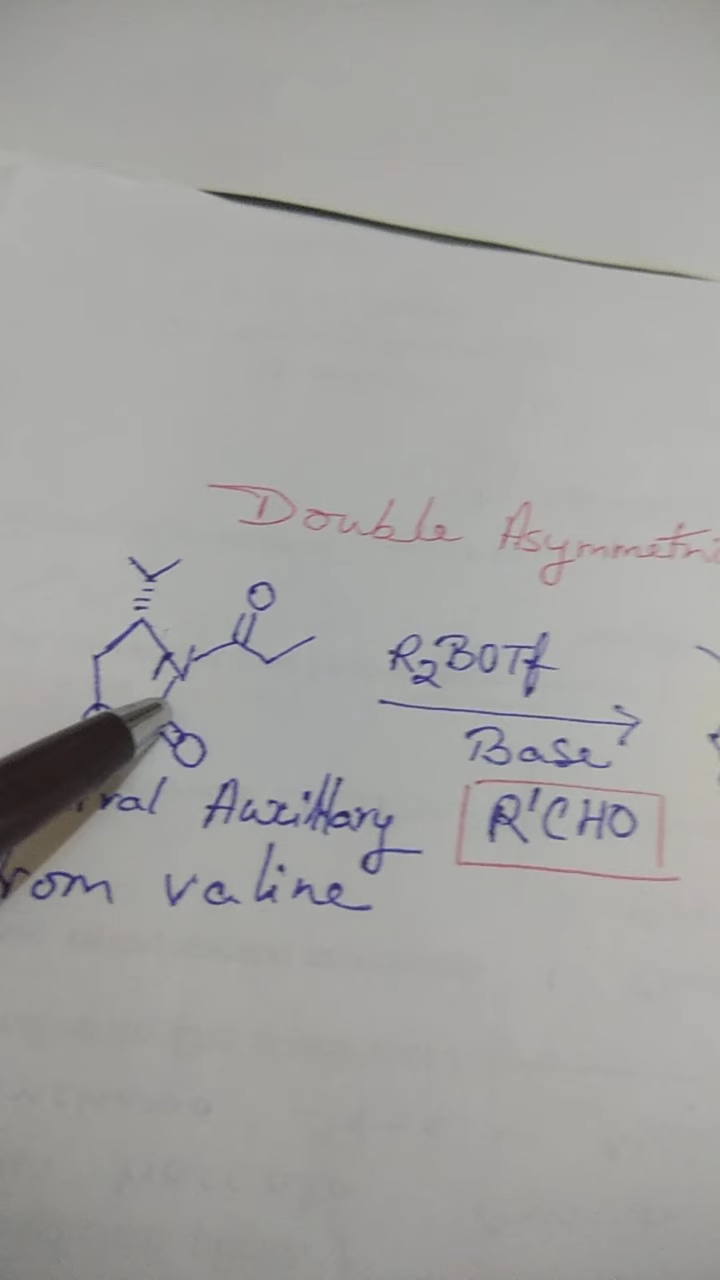 Double Asymmetri
O
N
R₂BOTf
Base
O
ral Auxillary
R'CHO
rom valine